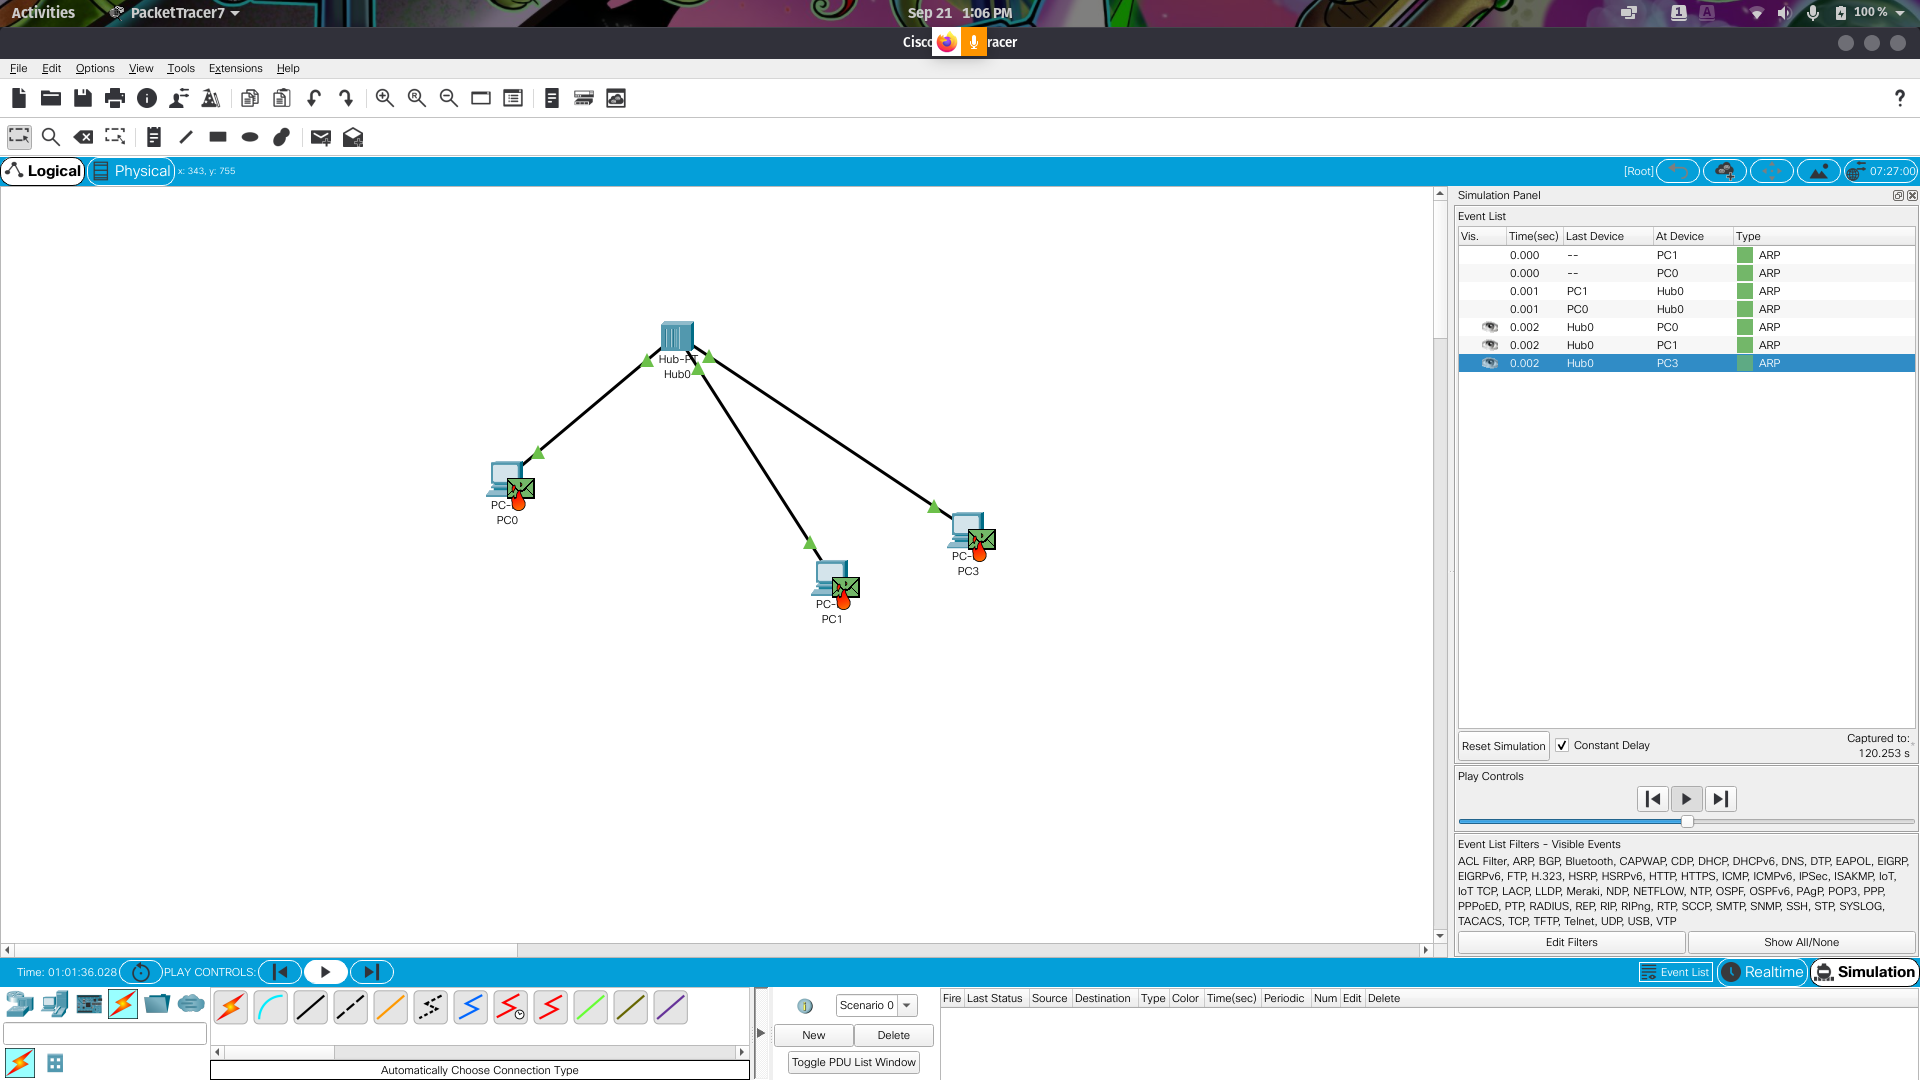 Activities PacketTracer7 Sep 21 1:06 PM 1 A 100 %
Cisco racer
File Edit Options View Tools Extensions Help
?
Logical Physical x: 343, y: 755 [Root] 07:27:00
Simulation Panel
Event List
Vis. Time(sec) Last Device At Device Type
0.000 -- PC1 ARP
0.000 -- PC0 ARP
0.001 PC1 Hub0 ARP
0.001 PC0 Hub0 ARP
0.002 Hub0 PC0 ARP
0.002 Hub0 PC1 ARP
0.002 Hub0 PC3 ARP
Hub-PT
Hub0
PC-
PC0
PC-
PC3
PC-
PC1
Reset Simulation Constant Delay Captured to:
120.253 s
Play Controls
Event List Filters - Visible Events
ACL Filter, ARP, BGP, Bluetooth, CAPWAP, CDP, DHCP, DHCPv6, DNS, DTP, EAPOL, EIGRP,
EIGRPv6, FTP, H.323, HSRP, HSRPv6, HTTP, HTTPS, ICMP, ICMPv6, IPSec, ISAKMP, IoT,
IoT TCP, LACP, LLDP, Meraki, NDP, NETFLOW, NTP, OSPF, OSPFv6, PAgP, POP3, PPP,
PPPoED, PTP, RADIUS, REP, RIP, RIPng, RTP, SCCP, SMTP, SNMP, SSH, STP, SYSLOG,
TACACS, TCP, TFTP, Telnet, UDP, USB, VTP
Edit Filters Show All/None
Time: 01:01:36.028 PLAY CONTROLS: Event List Realtime Simulation
Scenario 0
New Delete
Toggle PDU List Window
Fire Last Status Source Destination Type Color Time(sec) Periodic Num Edit Delete
Automatically Choose Connection Type